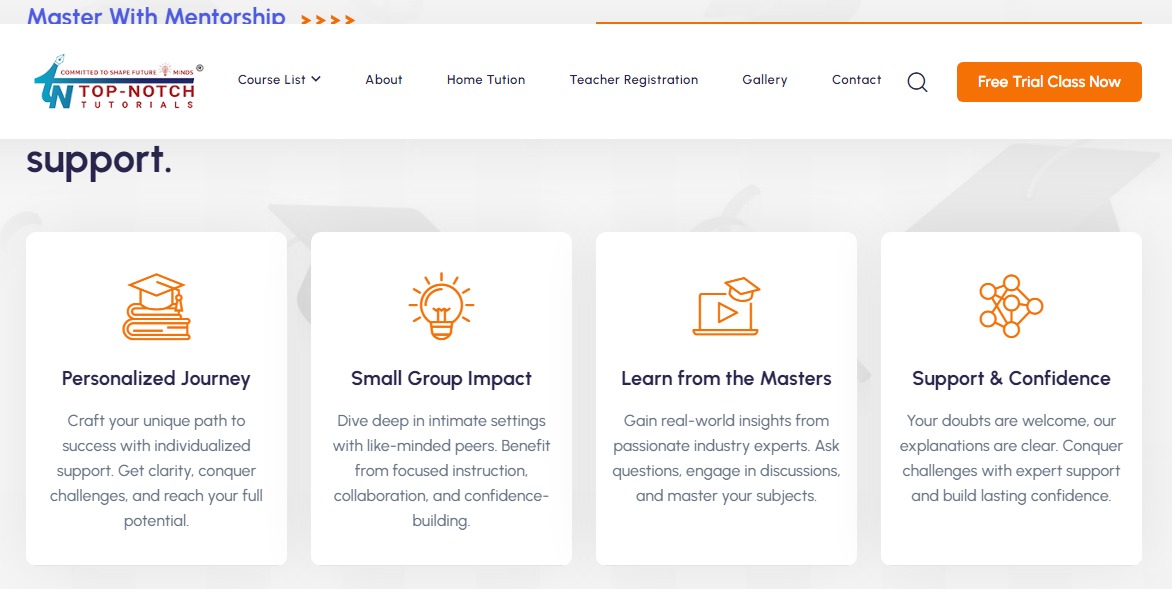 Master With Mentorship
COMMITTED TO SHAPE FUTURE MINDS ®
TN TOP-NOTCH
TUTORIALS
Course List
About
Home Tution
Teacher Registration
Gallery
Contact
Free Trial Class Now
support.
Personalized Journey
Craft your unique path to
success with individualized
support. Get clarity, conquer
challenges, and reach your full
potential.
Small Group Impact
Dive deep in intimate settings
with like-minded peers. Benefit
from focused instruction,
collaboration, and confidence-
building.
Learn from the Masters
Gain real-world insights from
passionate industry experts. Ask
questions, engage in discussions,
and master your subjects.
Support & Confidence
Your doubts are welcome, our
explanations are clear. Conquer
challenges with expert support
and build lasting confidence.